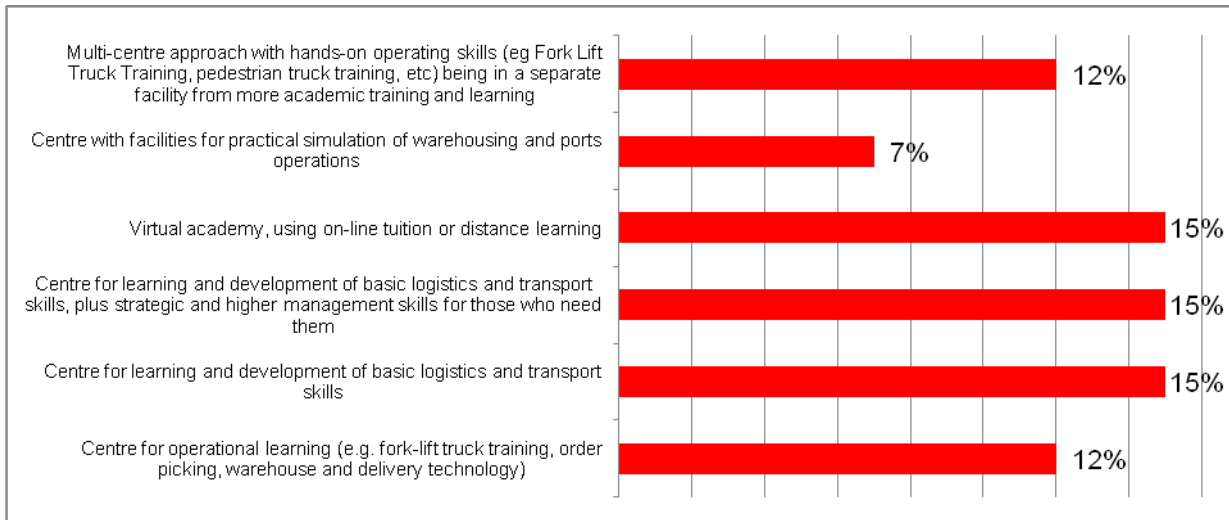 Multi-centre approach with hands-on operating skills (eg Fork Lift
Truck Training, pedestrian truck training, etc) being in a separate
facility from more academic training and learning
12%
Centre with facilities for practical simulation of warehousing and ports
operations
7%
Virtual academy, using on-line tuition or distance learning
15%
Centre for learning and development of basic logistics and transport
skills, plus strategic and higher management skills for those who need
them
15%
Centre for learning and development of basic logistics and transport
skills
15%
Centre for operational learning (e.g. fork-lift truck training, order
picking, warehouse and delivery technology)
12%